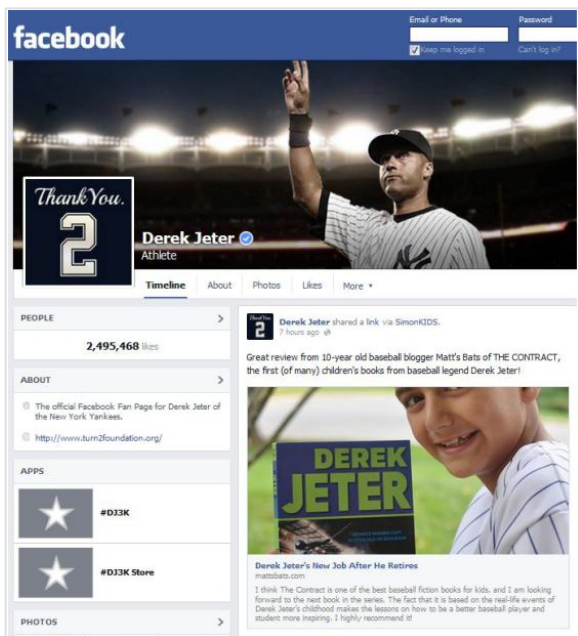 facebook
Email or Phone
Password
Keep me logged in
Can't log in?
Thank You.
2
Derek Jeter
Athlete
Timeline
About
Photos
Likes
More
PEOPLE
2,495,468 likes
ABOUT
The official Facebook Fan Page for Derek Jeter of
the New York Yankees.
http://www.turn2foundation.org/
APPS
#DJ3K
#DJ3K Store
PHOTOS
Thank You.
2
Derek Jeter shared a link via SimonKIDS.
7 hours ago
Great review from 10-year old baseball blogger Matt's Bats of THE CONTRACT,
the first (of many) children's books from baseball legend Derek Jeter!
DEREK
JETER
Derek Jeter's New Job After He Retires
mattsbats.com
I think The Contract is one of the best baseball fiction books for kids, and I am looking
forward to the next book in the series. The fact that it is based on the real-life events of
Derek Jeter's childhood makes the lessons on how to be a better baseball player and
student more inspiring. I highly recommend it!